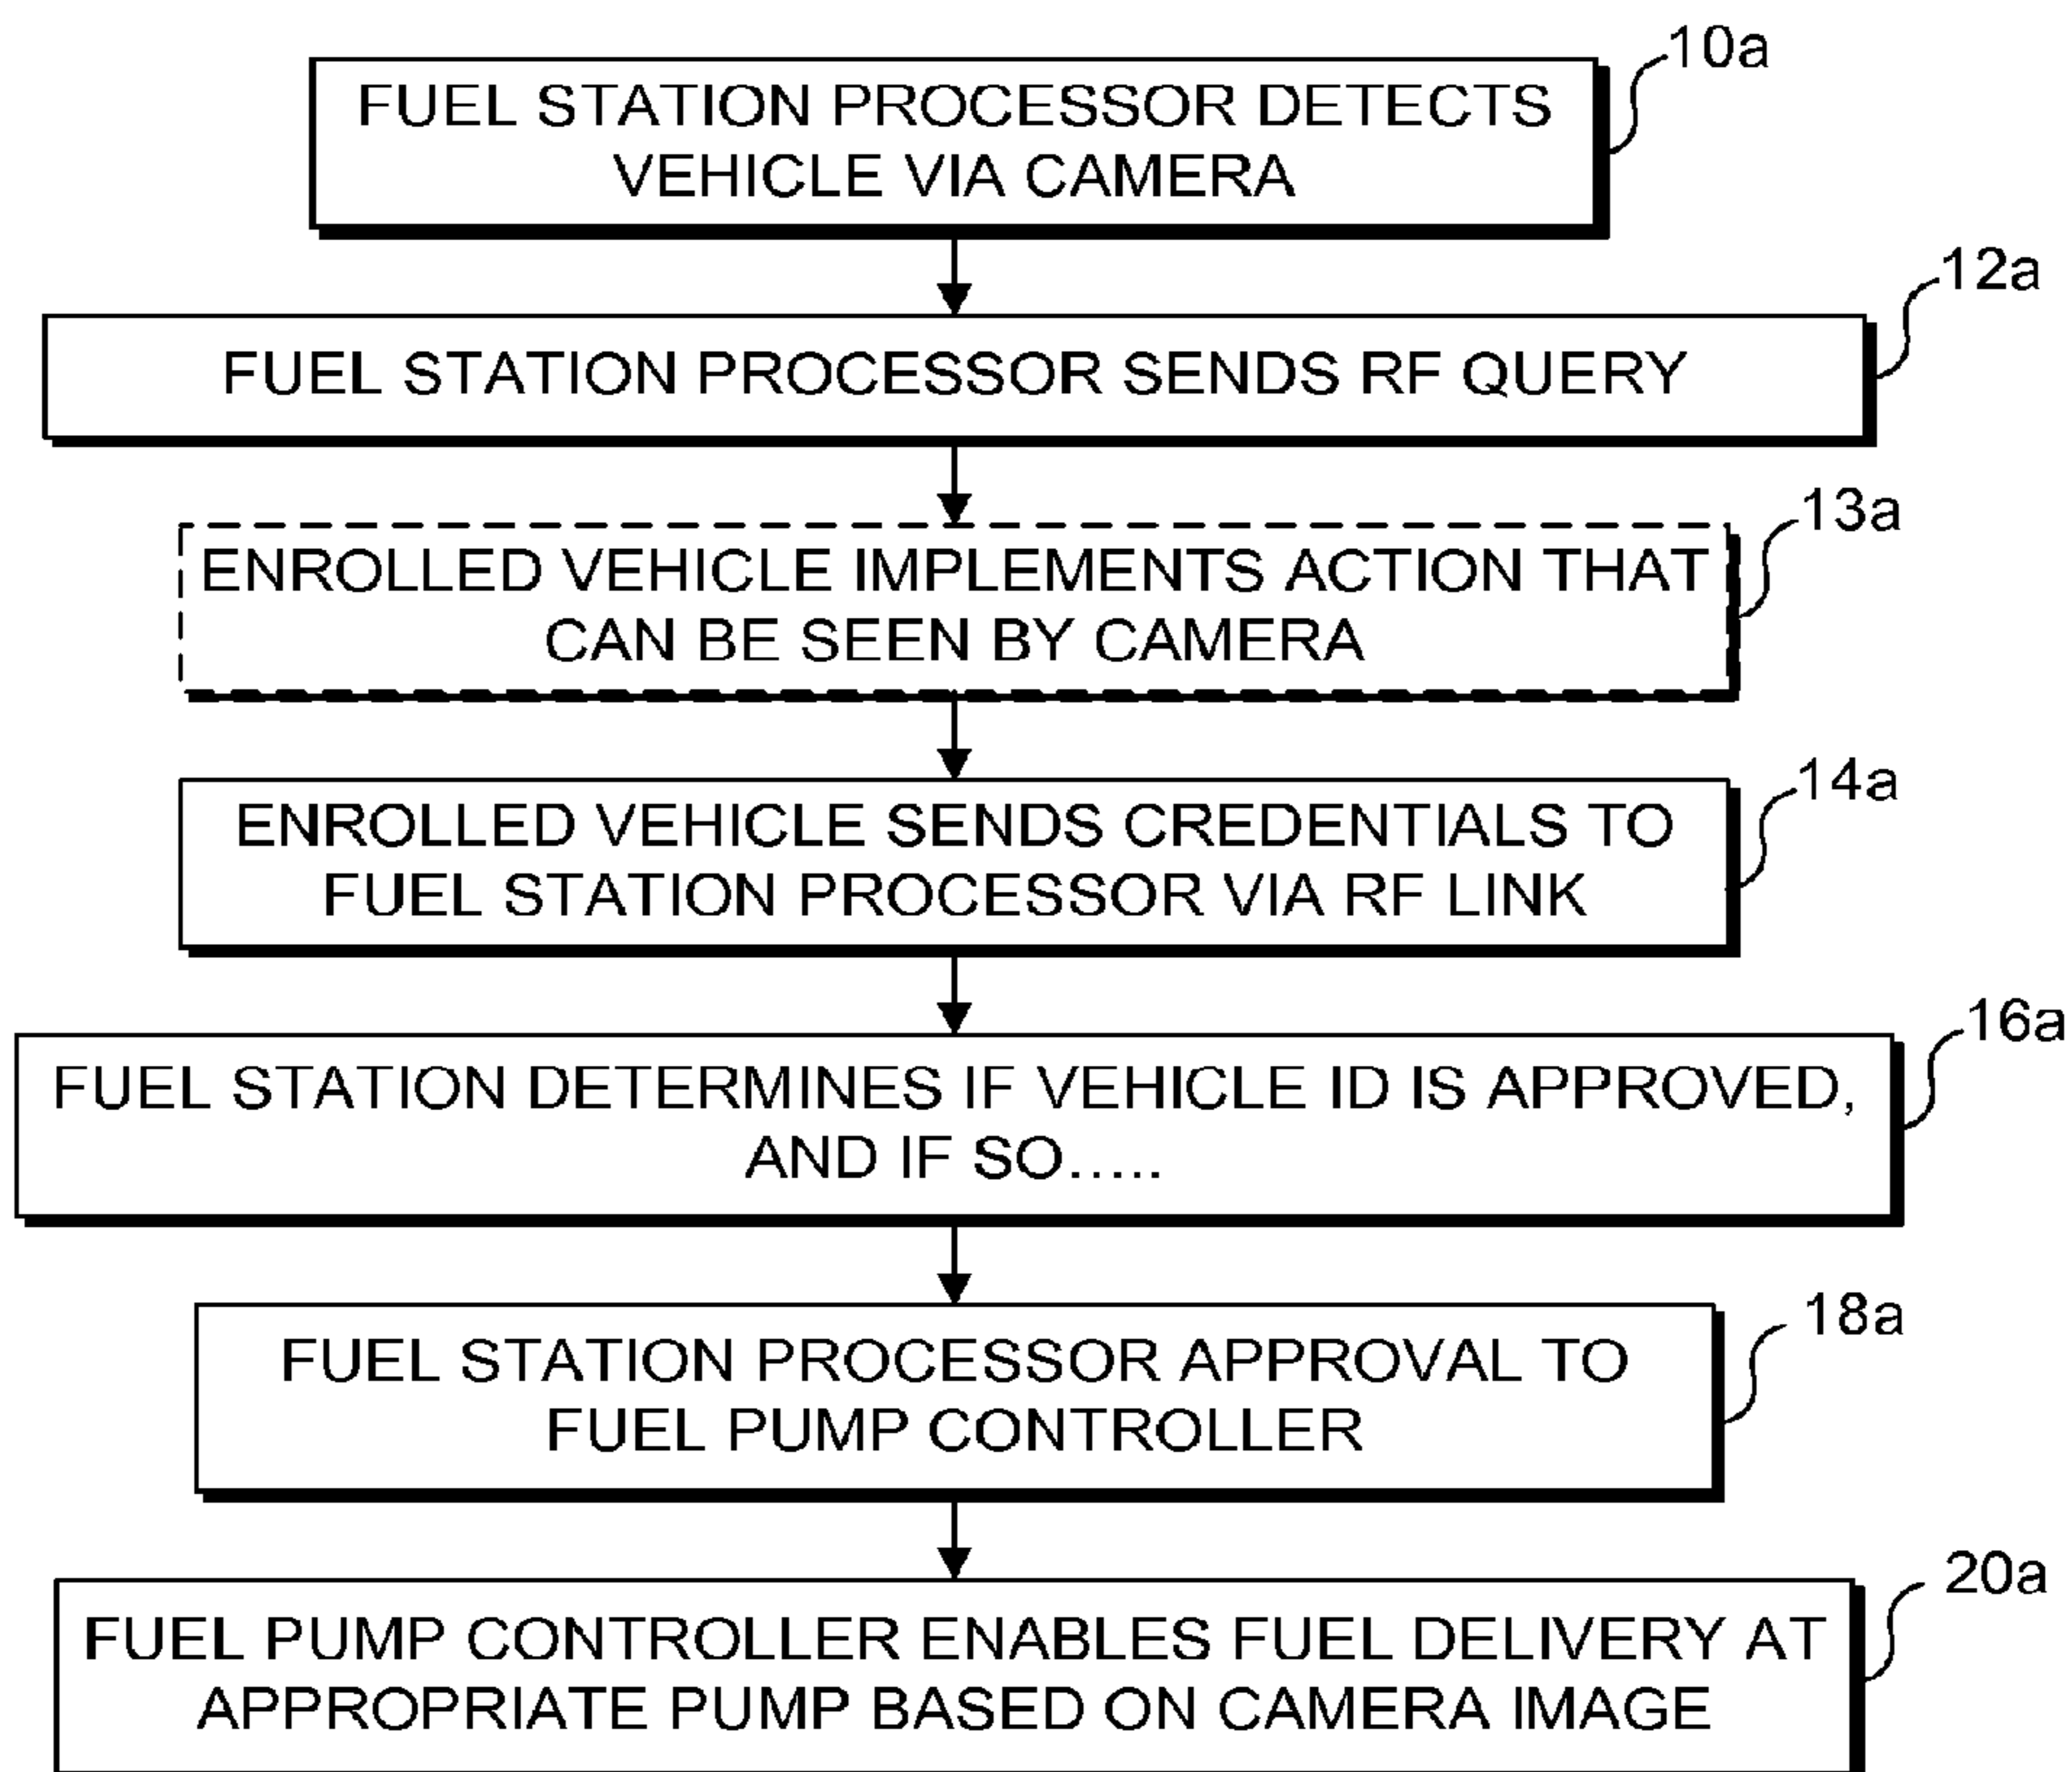 10a
FUEL STATION PROCESSOR DETECTS
VEHICLE VIA CAMERA
12a
FUEL STATION PROCESSOR SENDS RF QUERY
13a
ENROLLED VEHICLE IMPLEMENTS ACTION THAT
CAN BE SEEN BY CAMERA
14a
ENROLLED VEHICLE SENDS CREDENTIALS TO
FUEL STATION PROCESSOR VIA RF LINK
16a
FUEL STATION DETERMINES IF VEHICLE ID IS APPROVED,
AND IF SO.....
18a
FUEL STATION PROCESSOR APPROVAL TO
FUEL PUMP CONTROLLER
20a
FUEL PUMP CONTROLLER ENABLES FUEL DELIVERY AT
APPROPRIATE PUMP BASED ON CAMERA IMAGE